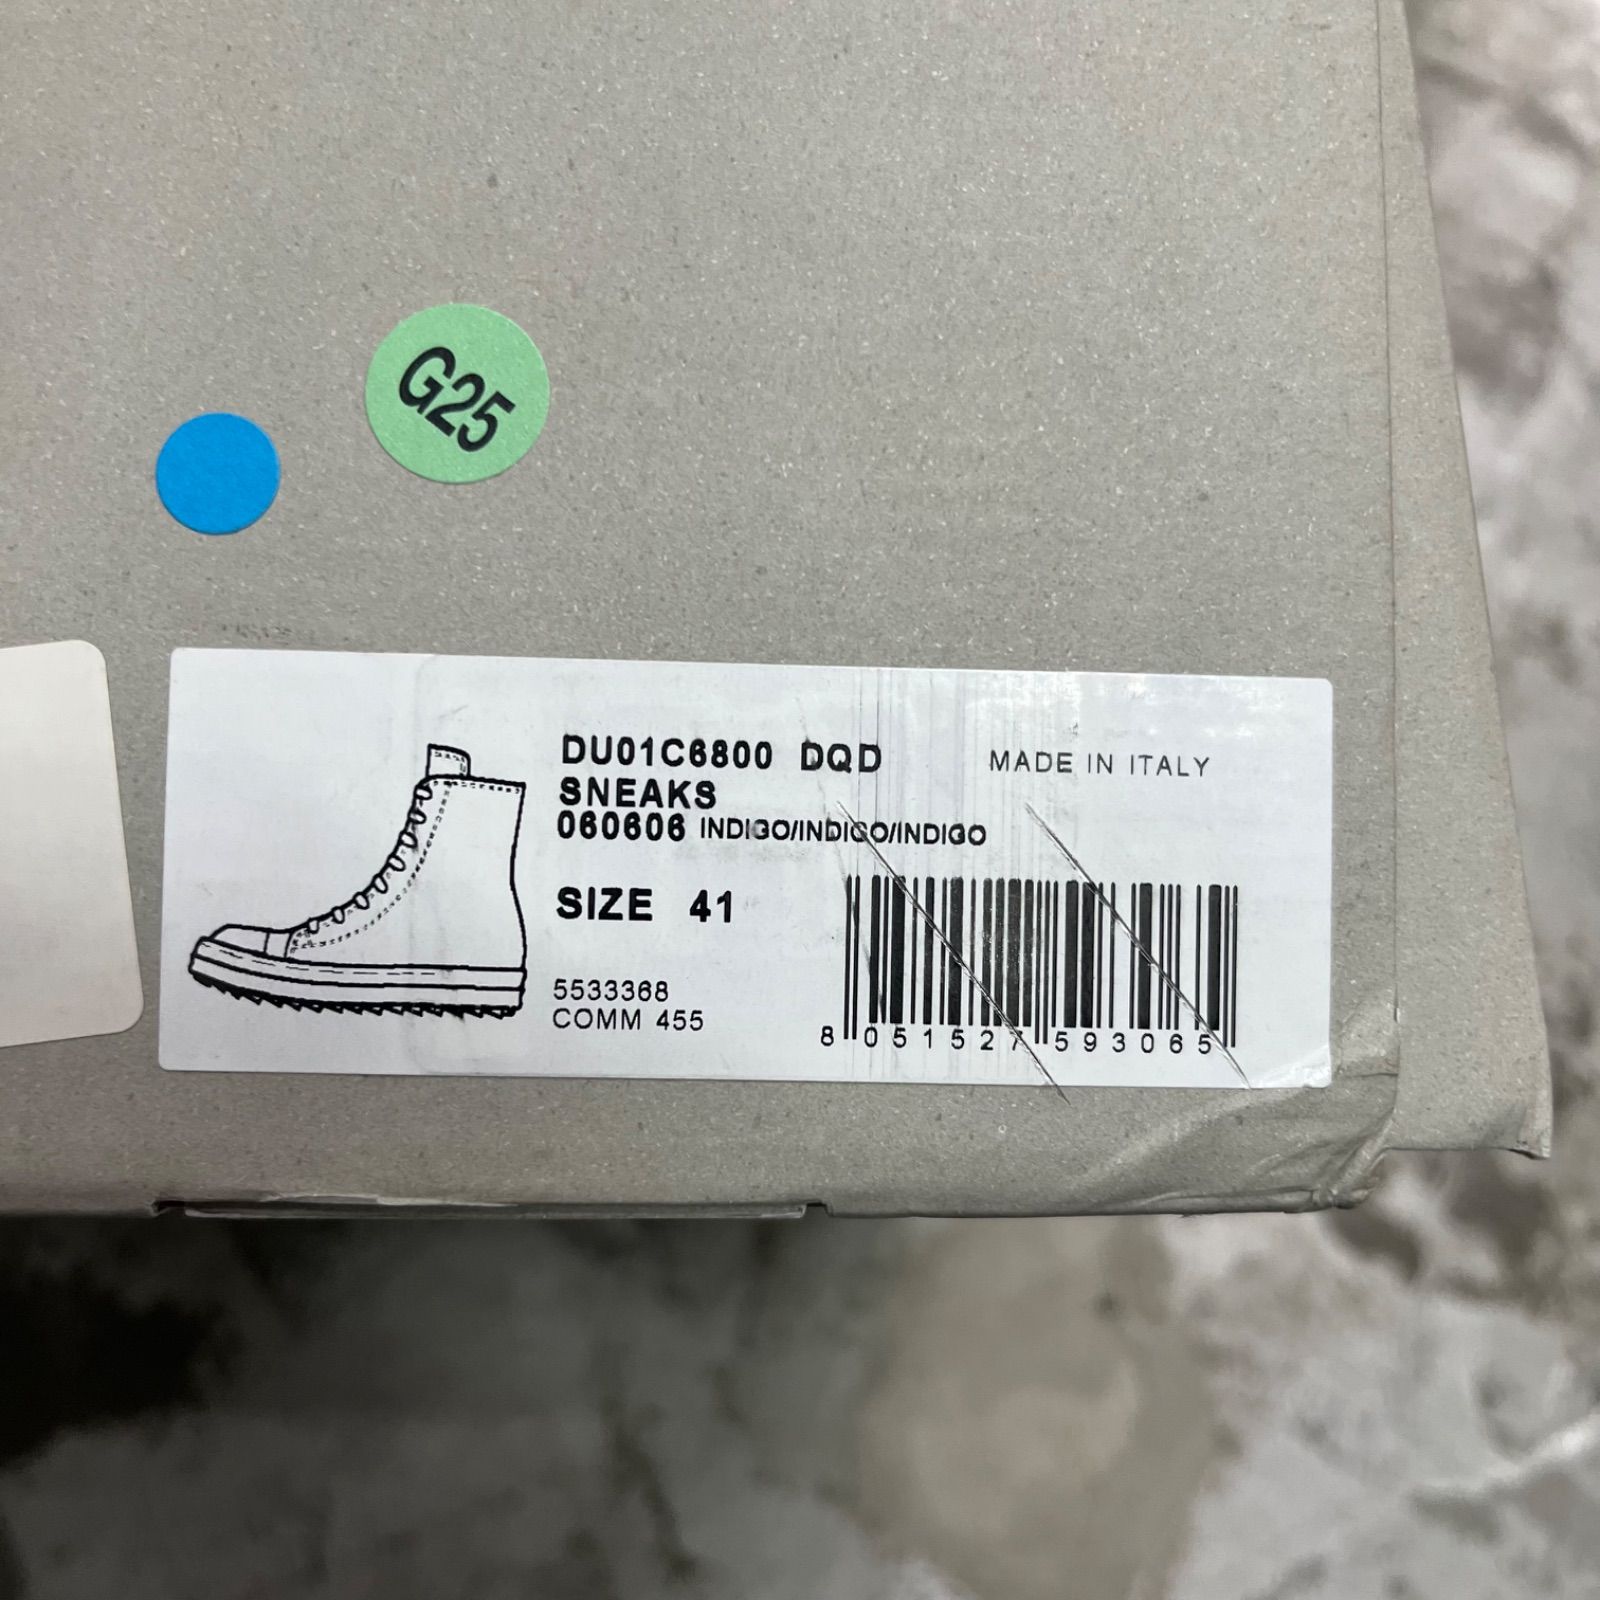 G25
DU01C6800 DQD
MADE IN ITALY
SNEAKS
060606 INDIGO/INDIGO/INDIGO
SIZE 41
5533368
COMM 455
8 051527 593065